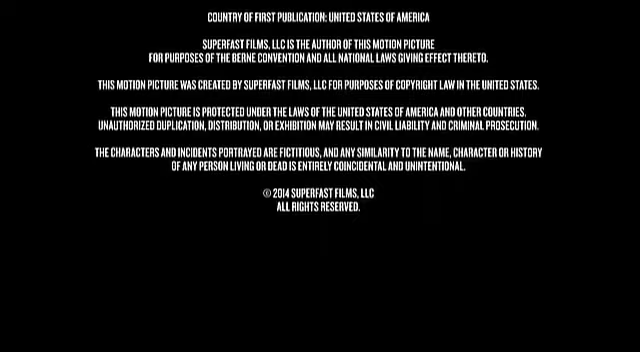 COUNTRY OF FIRST PUBLICATION: UNITED STATES OF AMERICA
SUPERFAST FILMS, LLC IS THE AUTHOR OF THIS MOTION PICTURE
FOR PURPOSES OF THE BERNE CONVENTION AND ALL NATIONAL LAWS GIVING EFFECT THERETO.
THIS MOTION PICTURE WAS CREATED BY SUPERFAST FILMS, LLC FOR PURPOSES OF COPYRIGHT LAW IN THE UNITED STATES.
THIS MOTION PICTURE IS PROTECTED UNDER THE LAWS OF THE UNITED STATES OF AMERICA AND OTHER COUNTRIES.
UNAUTHORIZED DUPLICATION, DISTRIBUTION, OR EXHIBITION MAY RESULT IN CIVIL LIABILITY AND CRIMINAL PROSECUTION.
THE CHARACTERS AND INCIDENTS PORTRAYED ARE FICTITIOUS, AND ANY SIMILARITY TO THE NAME, CHARACTER OR HISTORY
OF ANY PERSON LIVING OR DEAD IS ENTIRELY COINCIDENTAL AND UNINTENTIONAL.
© 2014 SUPERFAST FILMS, LLC
ALL RIGHTS RESERVED.